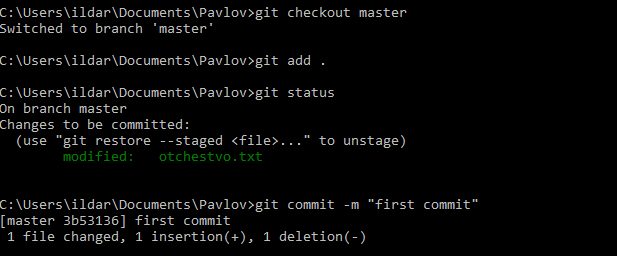 C:\Users\ildar\Documents\Pavlov>git checkout master
Switched to branch 'master'
C:\Users\ildar\Documents\Pavlov>git add .
C:\Users\ildar\Documents\Pavlov>git status
On branch master
Changes to be committed:
  (use "git restore --staged <file>..." to unstage)
        modified:   otchestvo.txt
C:\Users\ildar\Documents\Pavlov>git commit -m "first commit"
[master 3b53136] first commit
 1 file changed, 1 insertion(+), 1 deletion(-)